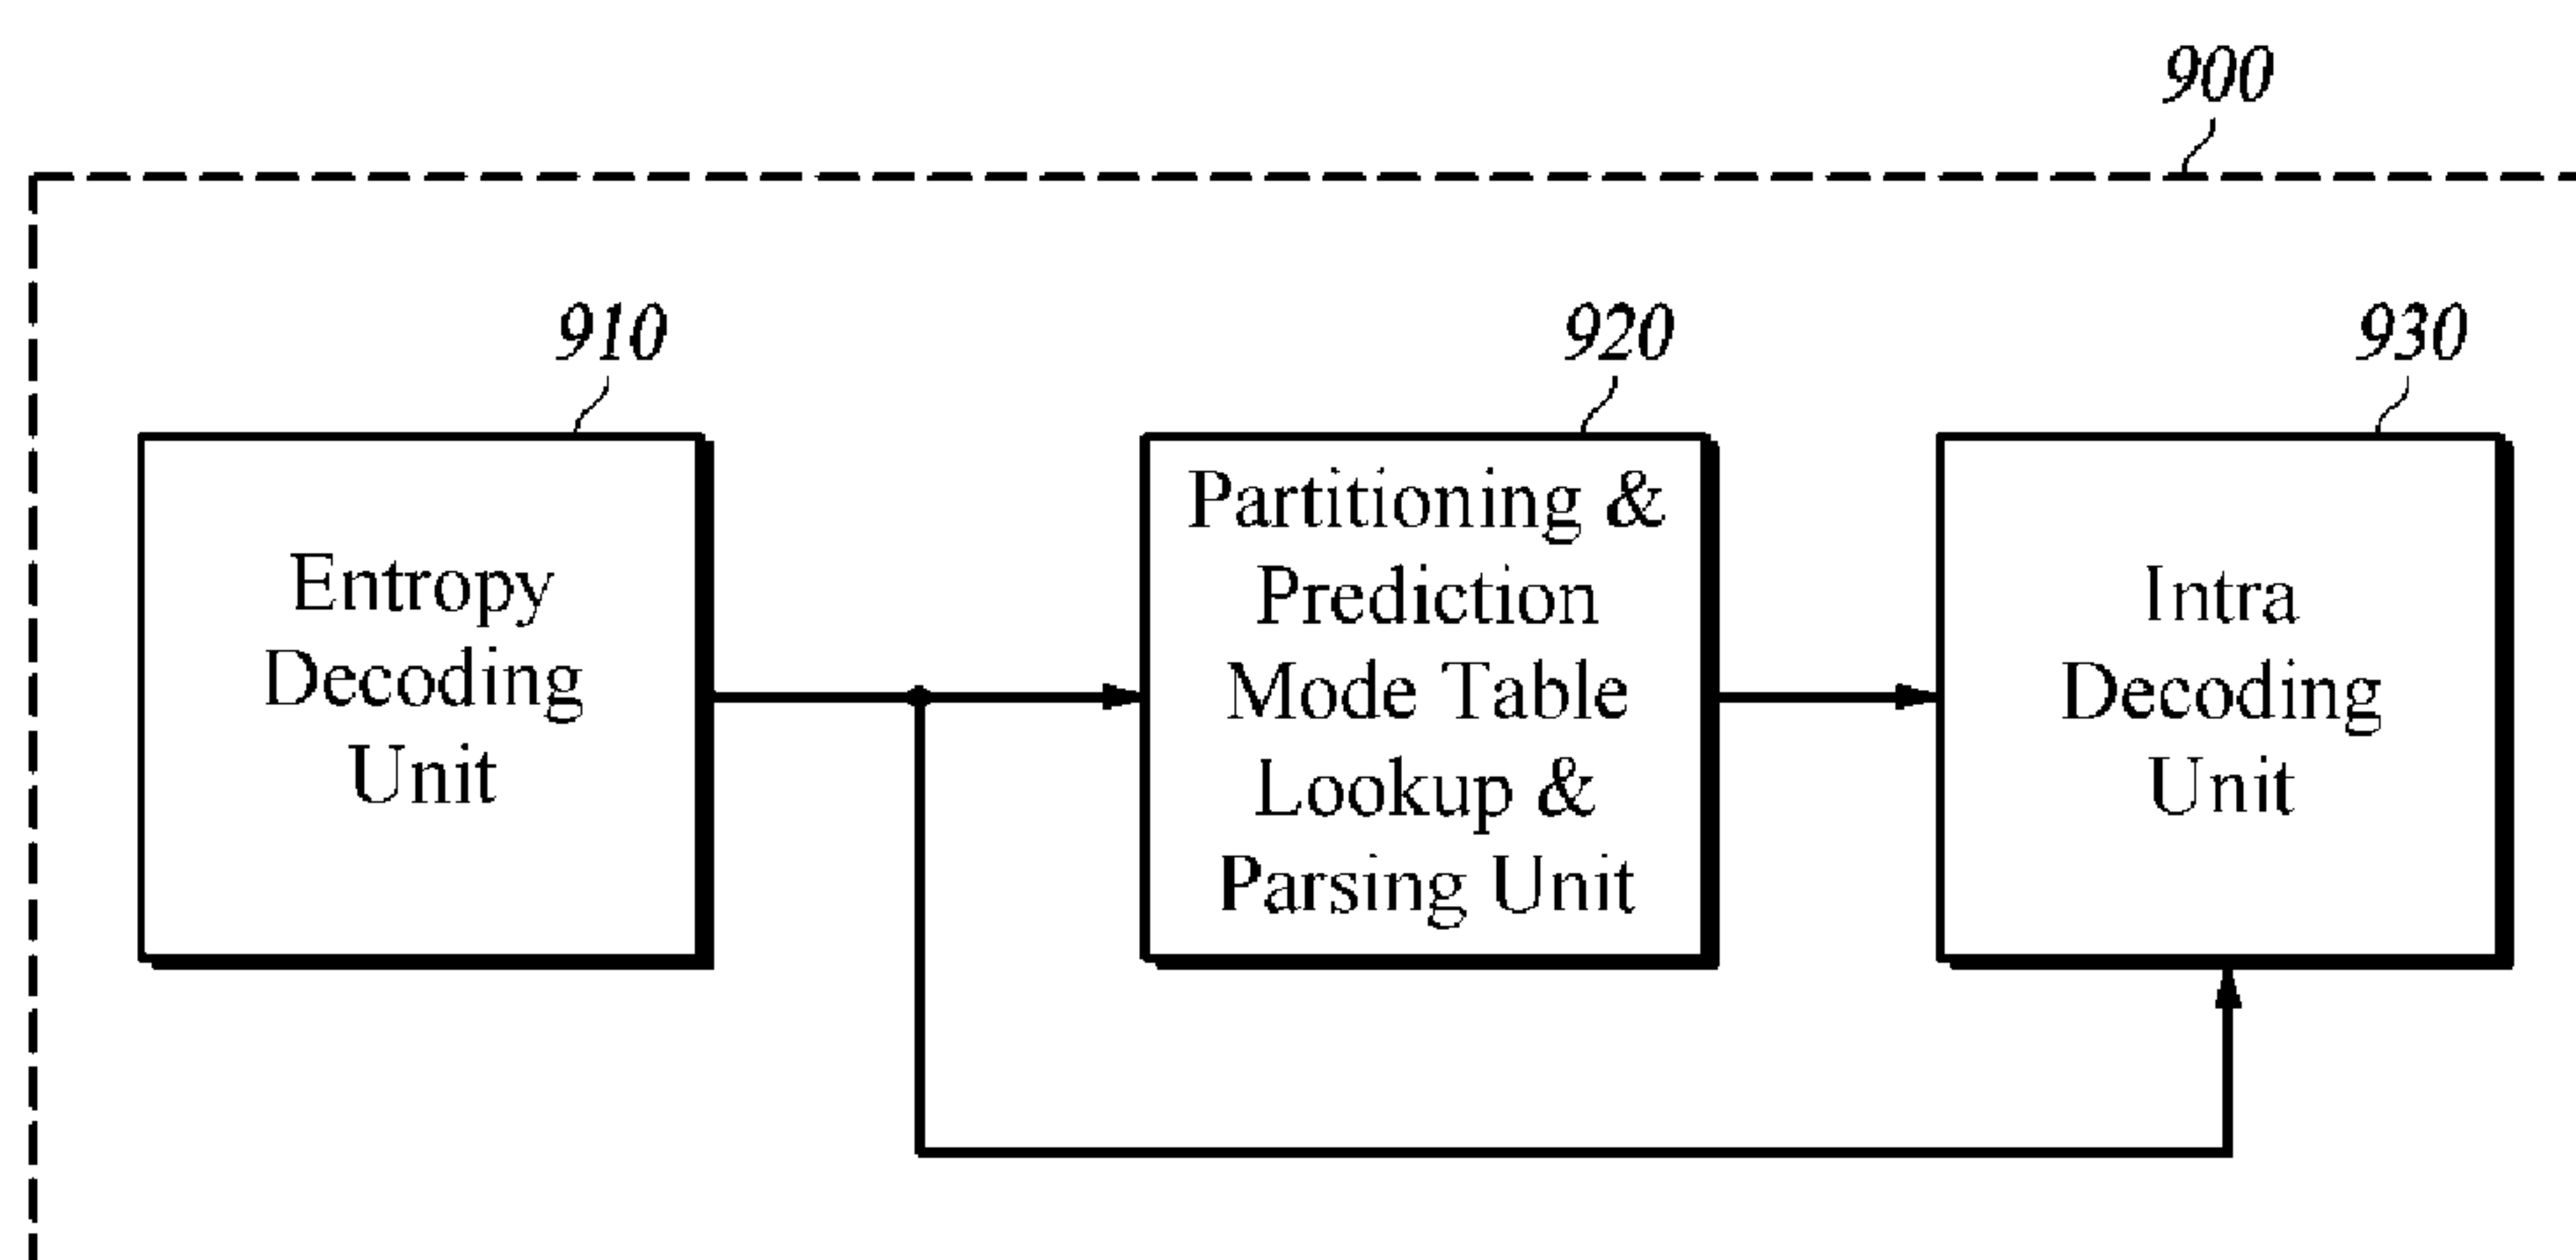 900
910
920
930
Entropy
Decoding
Unit
Partitioning &
Prediction
Mode Table
Lookup &
Parsing Unit
Intra
Decoding
Unit